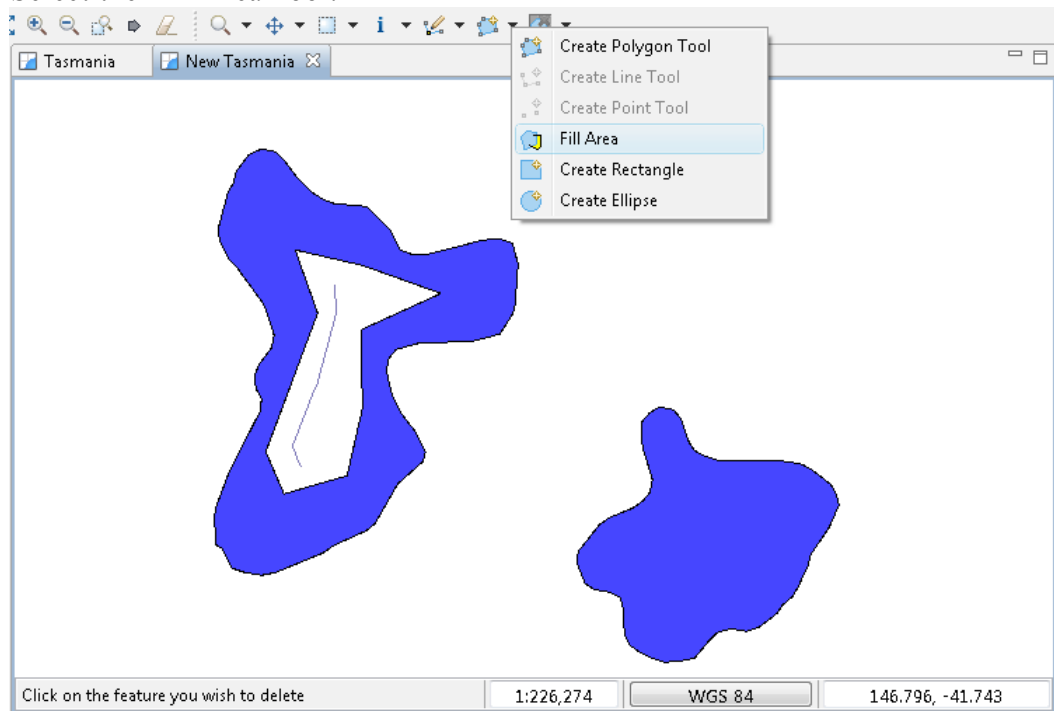 Tasmania
New Tasmania
Create Polygon Tool
Create Line Tool
Create Point Tool
Fill Area
Create Rectangle
Create Ellipse
Click on the feature you wish to delete
1:226,274
WGS 84
146.796, -41.743